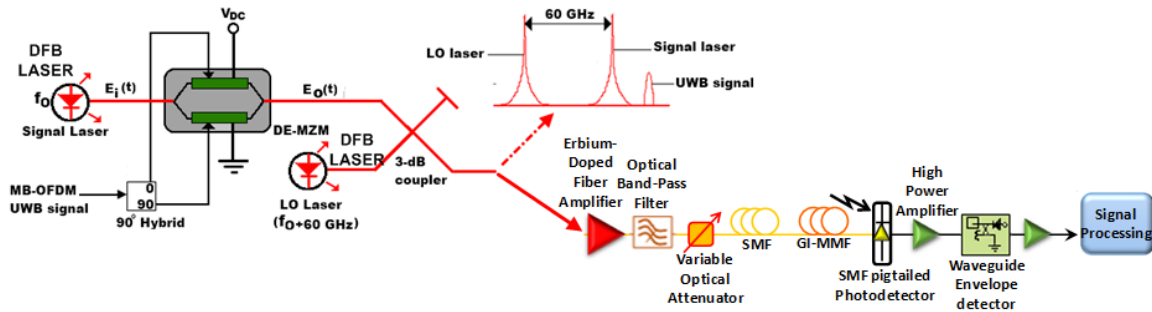 V_DC
DFB
LASER
f_O
E_i(t)
Signal Laser
MB-OFDM
UWB signal
0
90
90° Hybrid
E_O(t)
DE-MZM
DFB
LASER
LO Laser
(f_O+60 GHz)
3-dB
coupler
60 GHz
LO laser
Signal laser
UWB signal
Erbium-
Doped
Fiber
Amplifier
Optical
Band-Pass
Filter
Variable
Optical
Attenuator
SMF
GI-MMF
SMF pigtailed
Photodetector
High
Power
Amplifier
Waveguide
Envelope
detector
Signal
Processing